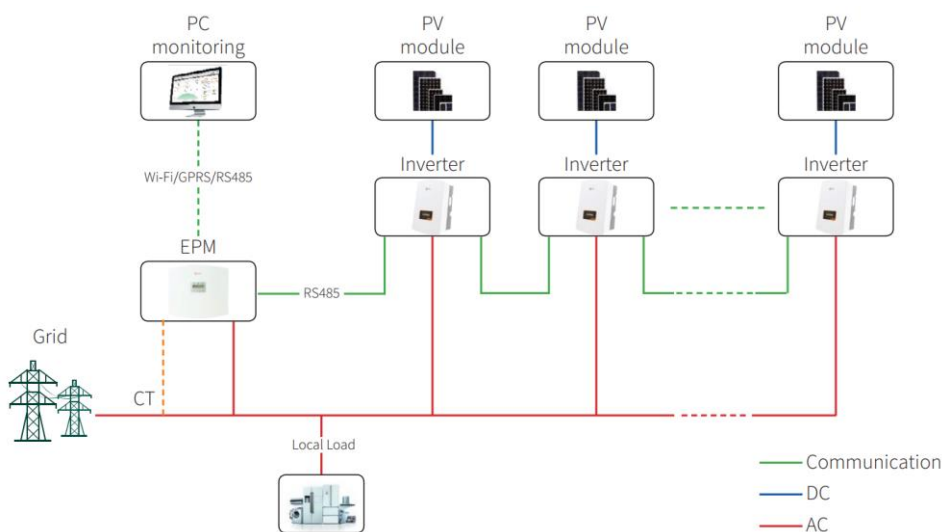 PC
monitoring
PV
module
PV
module
PV
module
Wi-Fi/GPRS/RS485
Inverter
Inverter
Inverter
EPM
RS485
Grid
CT
Local Load
Communication
DC
AC